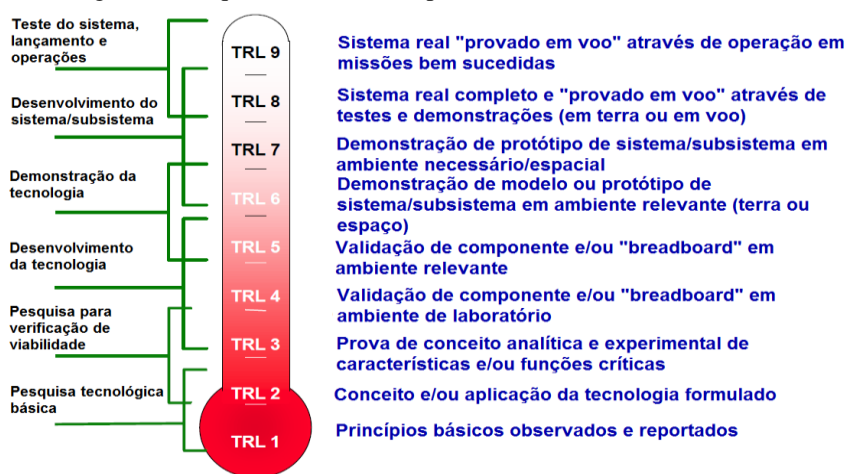 Teste do sistema,
lançamento e
operações
Desenvolvimento do
sistema/subsistema
Demonstração da
tecnologia
Desenvolvimento
da tecnologia
Pesquisa para
verificação de
viabilidade
Pesquisa tecnológica
básica
TRL 9
TRL 8
TRL 7
TRL 6
TRL 5
TRL 4
TRL 3
TRL 2
TRL 1
Sistema real "provado em voo" através de operação em
missões bem sucedidas
Sistema real completo e "provado em voo" através de
testes e demonstrações (em terra ou em voo)
Demonstração de protótipo de sistema/subsistema em
ambiente necessário/espacial
Demonstração de modelo ou protótipo de
sistema/subsistema em ambiente relevante (terra ou
espaço)
Validação de componente e/ou "breadboard" em
ambiente relevante
Validação de componente e/ou "breadboard" em
ambiente de laboratório
Prova de conceito analítica e experimental de
características e/ou funções críticas
Conceito e/ou aplicação da tecnologia formulado
Princípios básicos observados e reportados